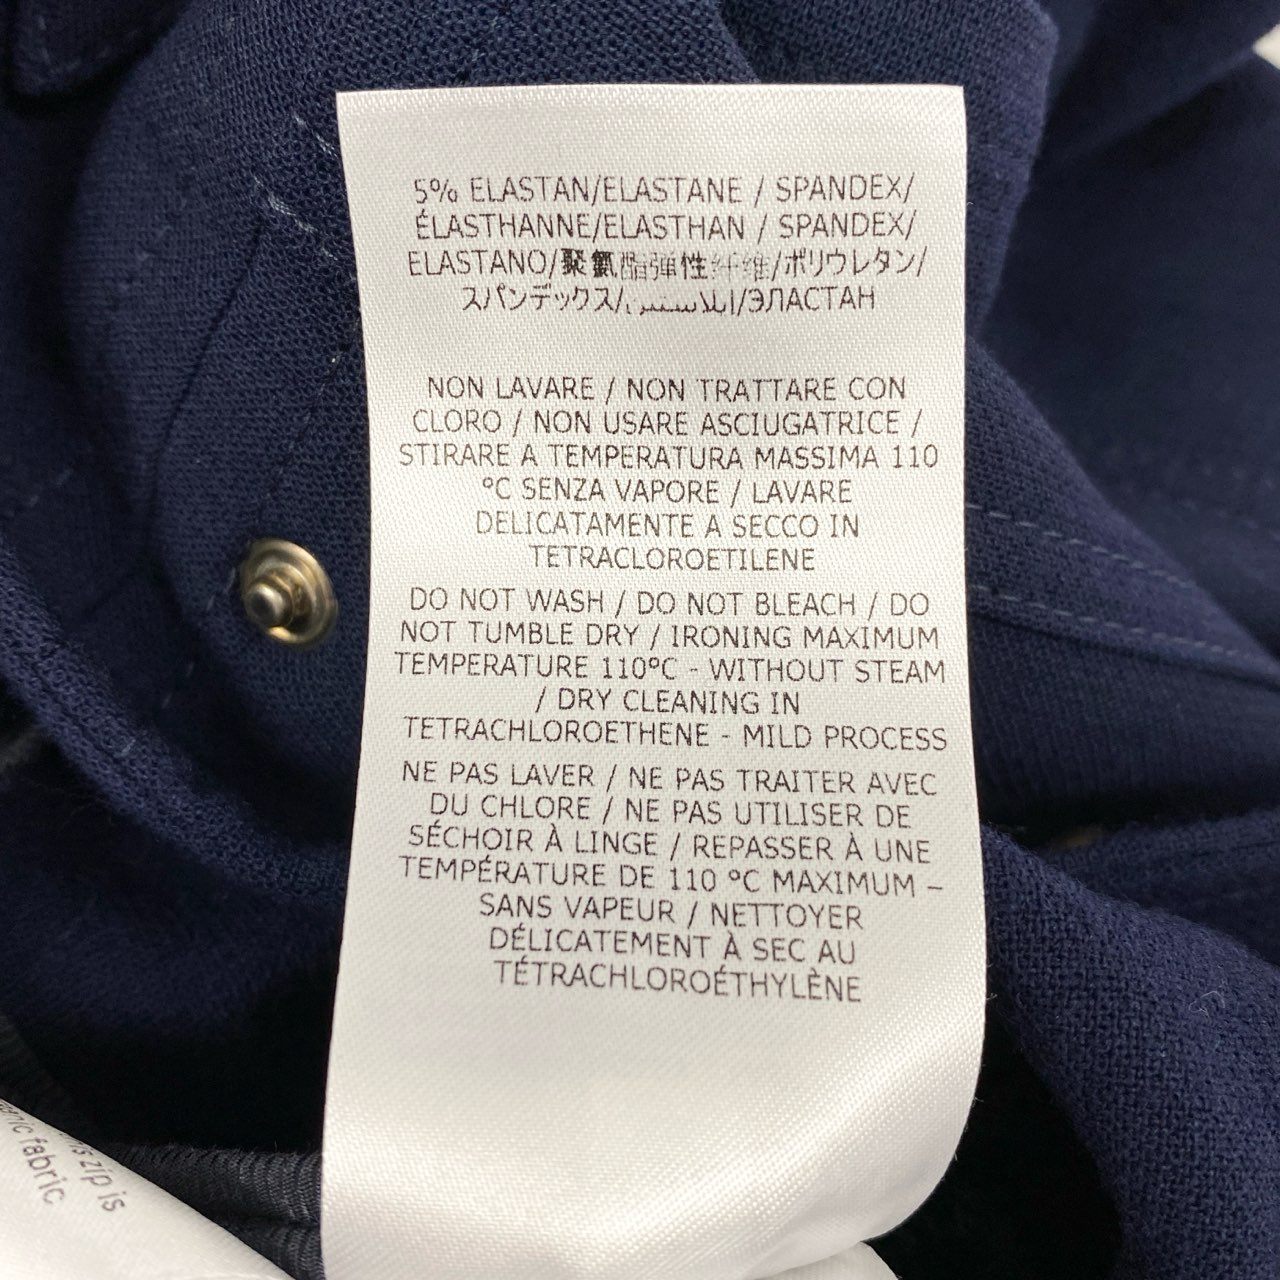 5% ELASTAN/ELASTANE / SPANDEX/
ÉLASTHANNE/ELASTHAN / SPANDEX/
ELASTANO/聚氨酯弹性纤维/ポリウレタン/
スパンデックス/إيلاستين/ЭЛАСТАН
NON LAVARE / NON TRATTARE CON
CLORO / NON USARE ASCIUGATRICE /
STIRARE A TEMPERATURA MASSIMA 110
°C SENZA VAPORE / LAVARE
DELICATAMENTE A SECCO IN
TETRACLOROETILENE
DO NOT WASH / DO NOT BLEACH / DO
NOT TUMBLE DRY / IRONING MAXIMUM
TEMPERATURE 110°C - WITHOUT STEAM
/ DRY CLEANING IN
TETRACHLOROETHENE - MILD PROCESS
NE PAS LAVER / NE PAS TRAITER AVEC
DU CHLORE / NE PAS UTILISER DE
SÉCHOIR À LINGE / REPASSER À UNE
TEMPÉRATURE DE 110 °C MAXIMUM –
SANS VAPEUR / NETTOYER
DÉLICATEMENT À SEC AU
TÉTRACHLOROÉTHYLÈNE
zip is
fabric